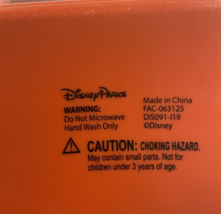 Disney Parks
WARNING:
Do Not Microwave
Hand Wash Only
Made in China
FAC-063125
DIS091-I19
©Disney
CAUTION: CHOKING HAZARD.
May contain small parts. Not for
children under 3 years of age.